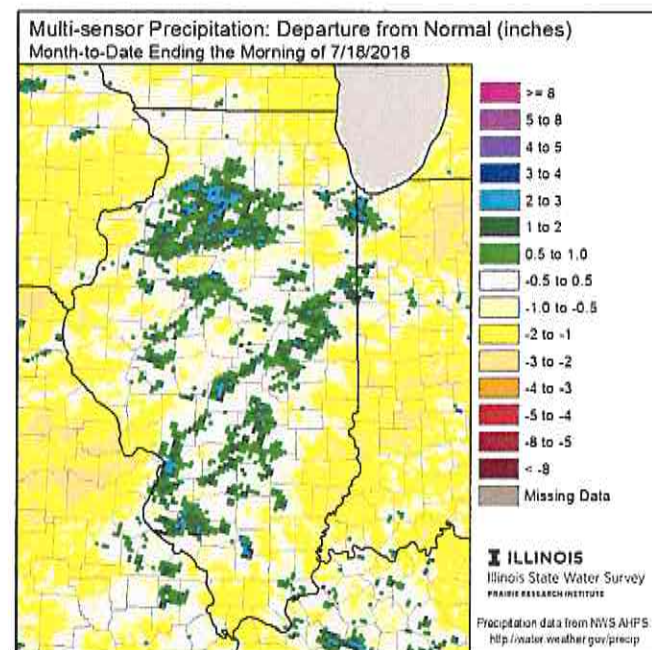 Multi-sensor Precipitation: Departure from Normal (inches)
Month-to-Date Ending the Morning of 7/18/2018
>= 8
5 to 8
4 to 5
3 to 4
2 to 3
1 to 2
0.5 to 1.0
-0.5 to 0.5
-1.0 to -0.5
-2 to -1
-3 to -2
-4 to -3
-5 to -4
-8 to -5
< -8
Missing Data
I ILLINOIS
Illinois State Water Survey
PRAIRIE RESEARCH INSTITUTE
Precipitation data from NWS AHPS
http://water.weather.gov/precip